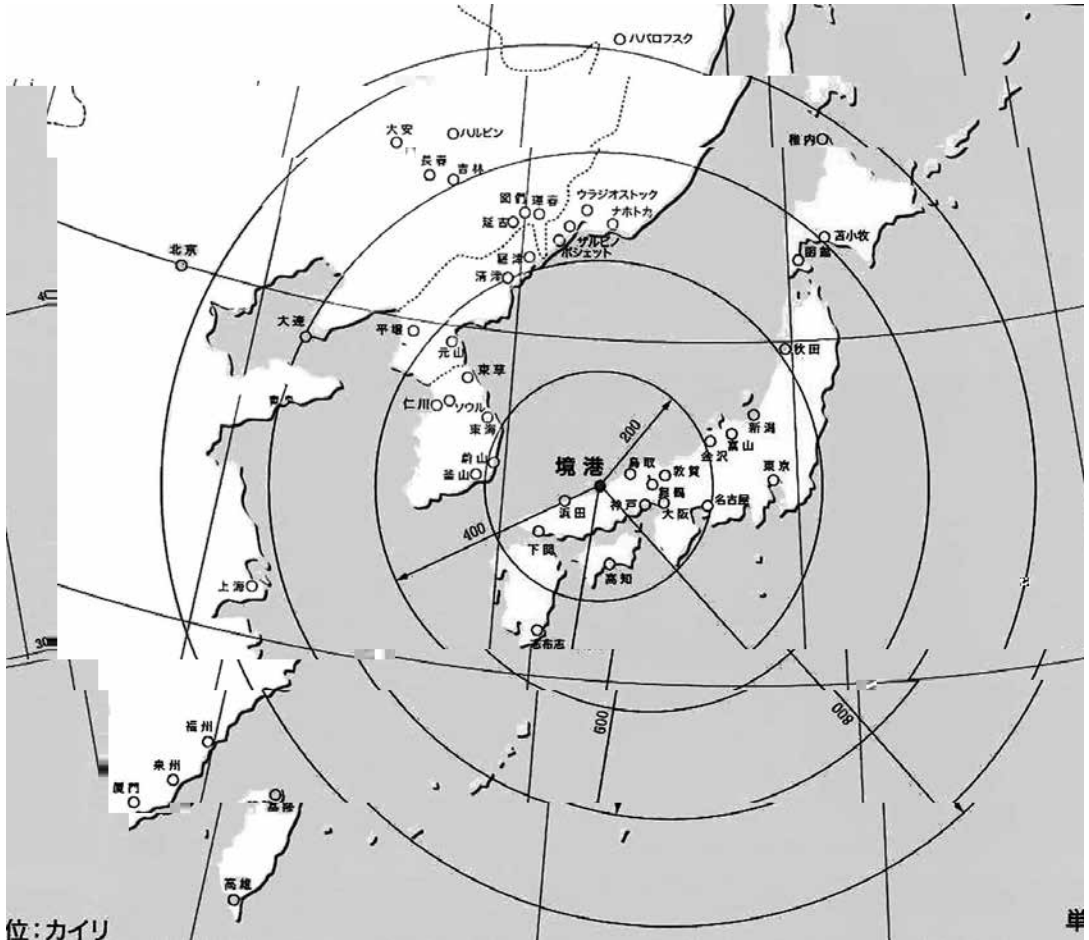 ハバロフスク
大安
ハルビン
稚内
長春
吉林
図們
琿春
ウラジオストック
延吉
ナホトカ
ザルビノ
ポシェット
苫小牧
函館
北京
羅津
清津
大連
平壌
元山
秋田
東草
仁川
ソウル
東海
200
新潟
富山
金沢
蔚山
釜山
境港
鳥取
敦賀
東京
舞鶴
浜田
神戸
大阪
名古屋
400
下関
高知
上海
30
志布志
600
800
福州
泉州
厦門
高雄
位:カイリ
単